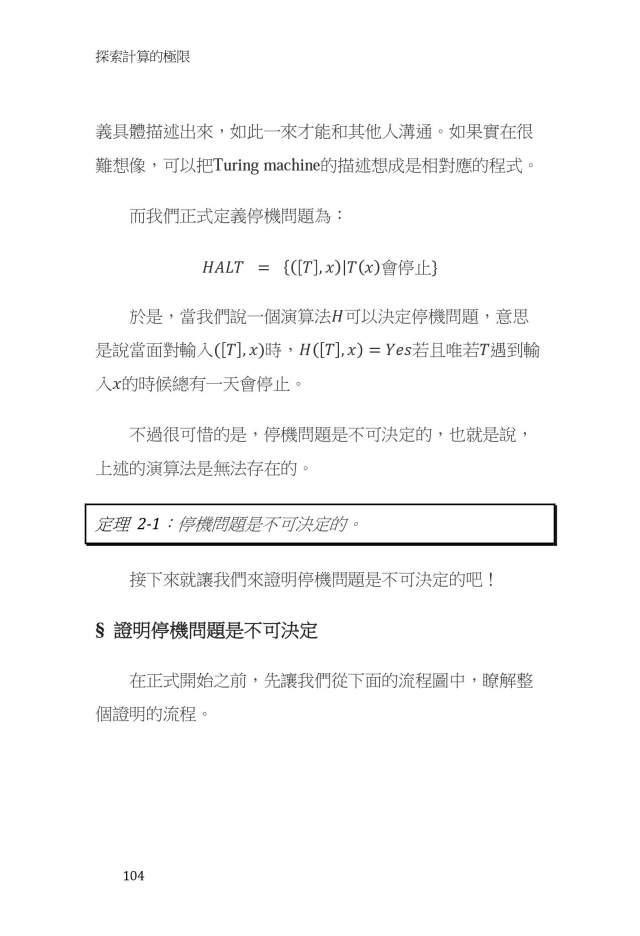 探索計算的極限
義具體描述出來，如此一來才能和其他人溝通。如果實在很
難想像，可以把Turing machine的描述想成是相對應的程式。
而我們正式定義停機問題為：
HALT = {([T], x)|T(x)會停止}
於是，當我們說一個演算法H可以決定停機問題，意思
是說當面對輸入([T], x)時，H([T], x) = Yes若且唯若T遇到輸
入x的時候總有一天會停止。
不過很可惜的是，停機問題是不可決定的，也就是說，
上述的演算法是無法存在的。
定理 2-1：停機問題是不可決定的。
接下來就讓我們來證明停機問題是不可決定的吧！
§ 證明停機問題是不可決定
在正式開始之前，先讓我們從下面的流程圖中，瞭解整
個證明的流程。
104